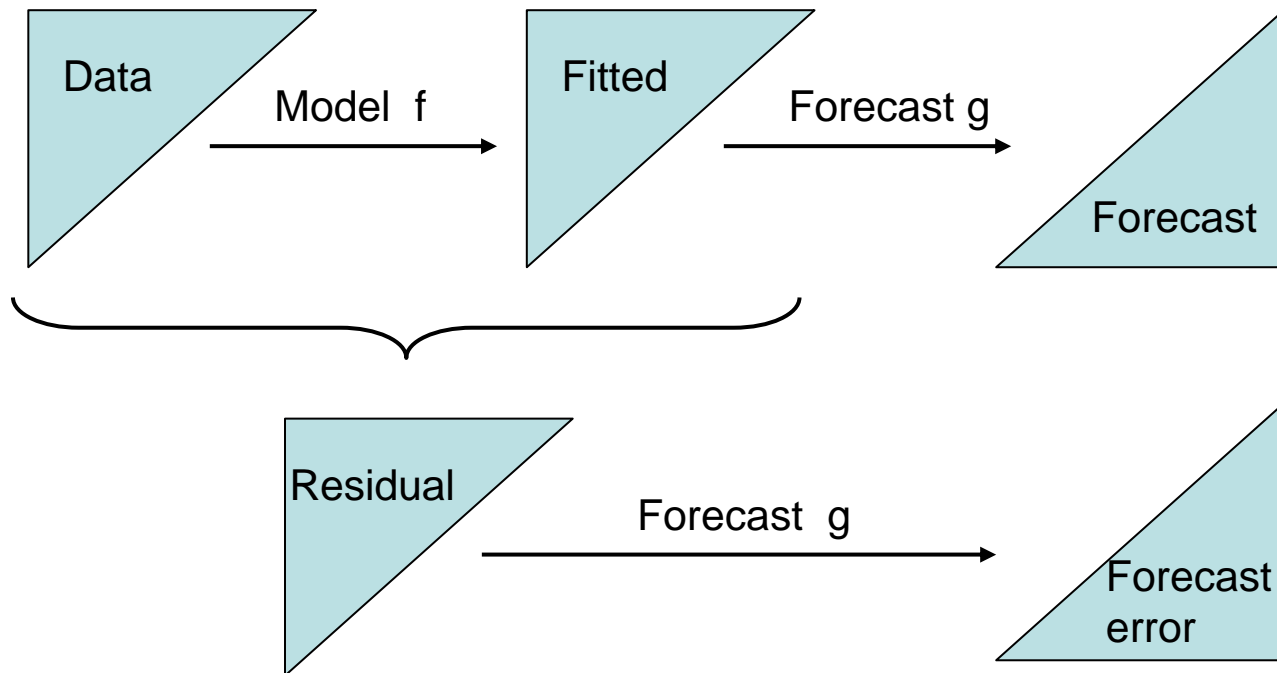 Data
Model f
Fitted
Forecast g
Forecast
Residual
Forecast g
Forecast
error